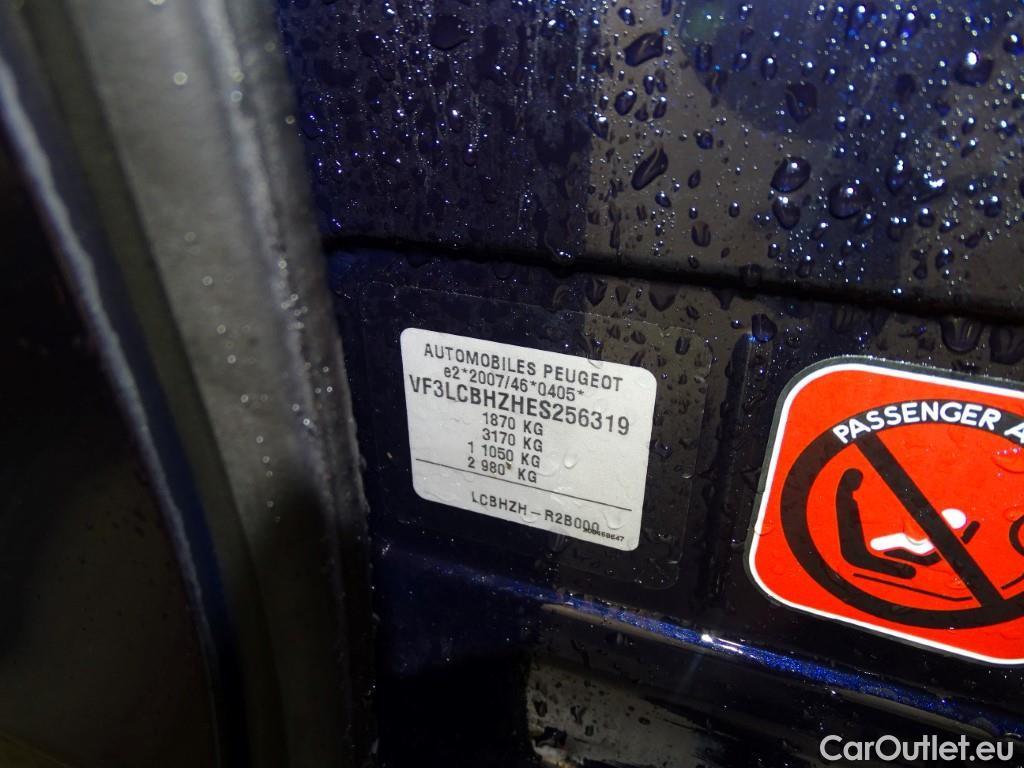 AUTOMOBILES PEUGEOT
e2*2007/46*0405*
VF3LCBHZHES256319
1870 KG
3170 KG
1 1050 KG
2 980 KG
LCBHZH-R2B000
PASSENGER A
CarOutlet.eu